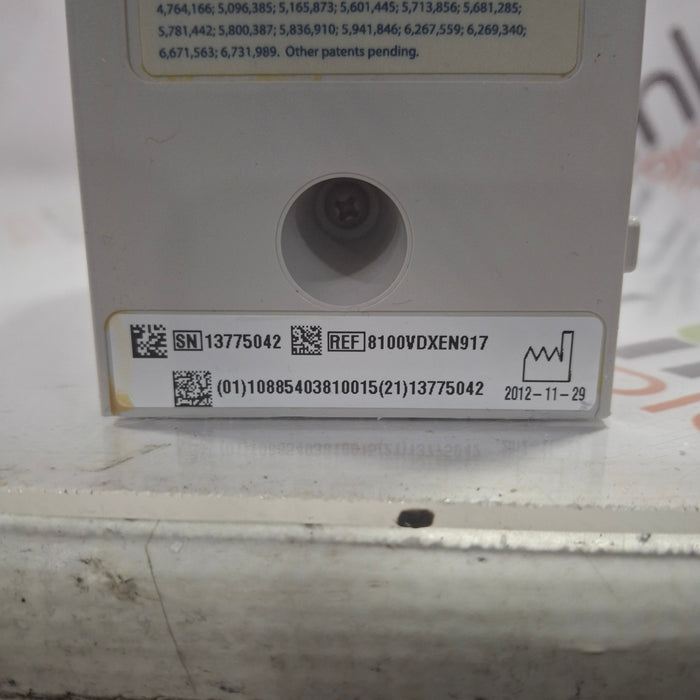 4,764,166; 5,096,385; 5,165,873; 5,601,445; 5,713,856; 5,681,285;
5,781,442; 5,800,387; 5,836,910; 5,941,846; 6,267,559; 6,269,340;
6,671,563; 6,731,989. Other patents pending.
SN 13775042 REF 8100VDXEN917
(01)10885403810015(21)13775042 2012-11-29